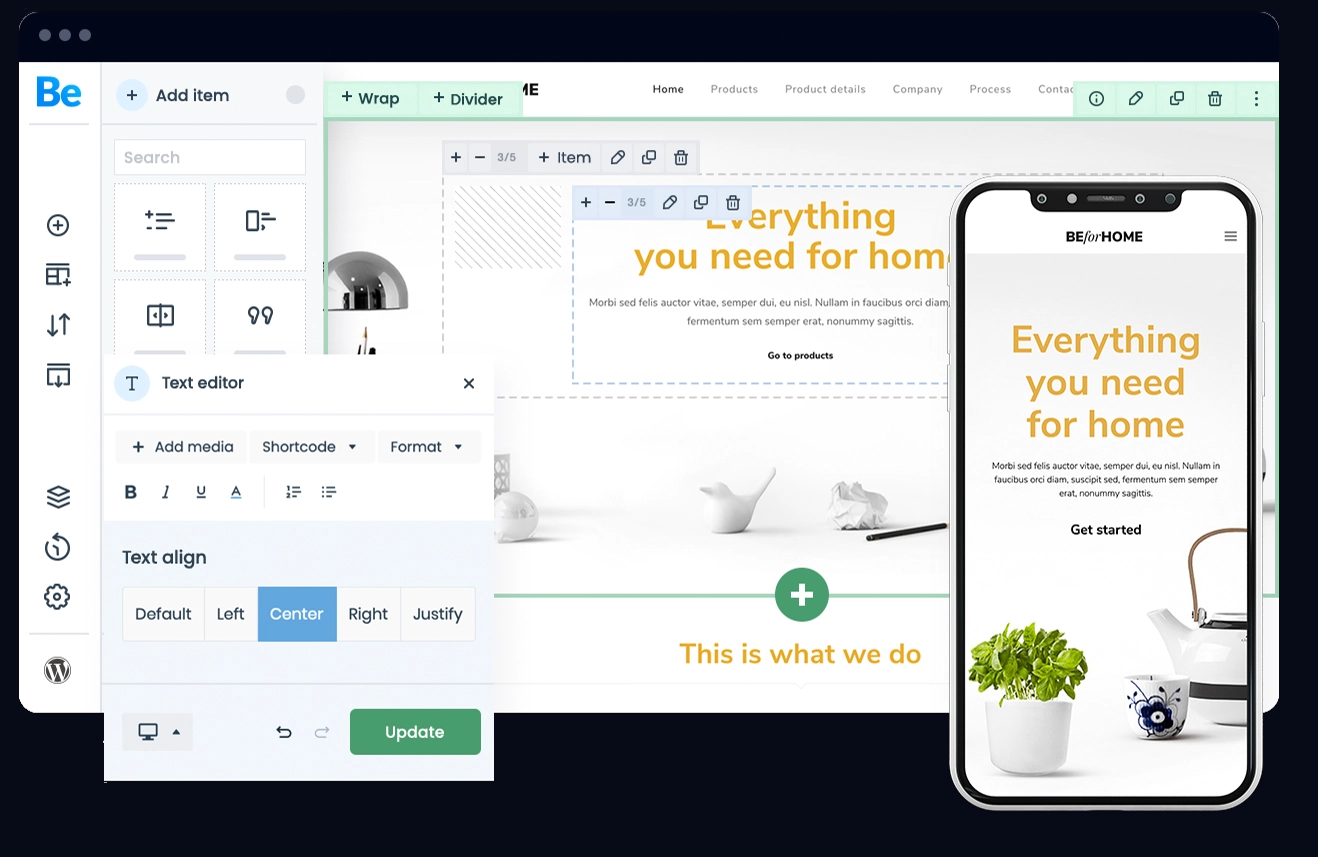 Be
Add item
Search
+ Wrap
+ Divider
ME
Home
Products
Product details
Company
Process
Contac
+ − 3/5 + Item
+ − 3/5
Everything
you need for hom
Morbi sed felis auctor vitae, semper dui, eu nisl. Nullam in faucibus orci diam,
fermentum sem semper erat, nonummy sagittis.
Go to products
This is what we do
T Text editor
+ Add media
Shortcode
Format
B I U A
Text align
Default
Left
Center
Right
Justify
Update
BEforHOME
Everything
you need
for home
Morbi sed felis auctor vitae, semper dui, eu nisl. Nullam in
faucibus orci diam, suscipit sed, fermentum sem semper
erat, nonummy sagittis.
Get started